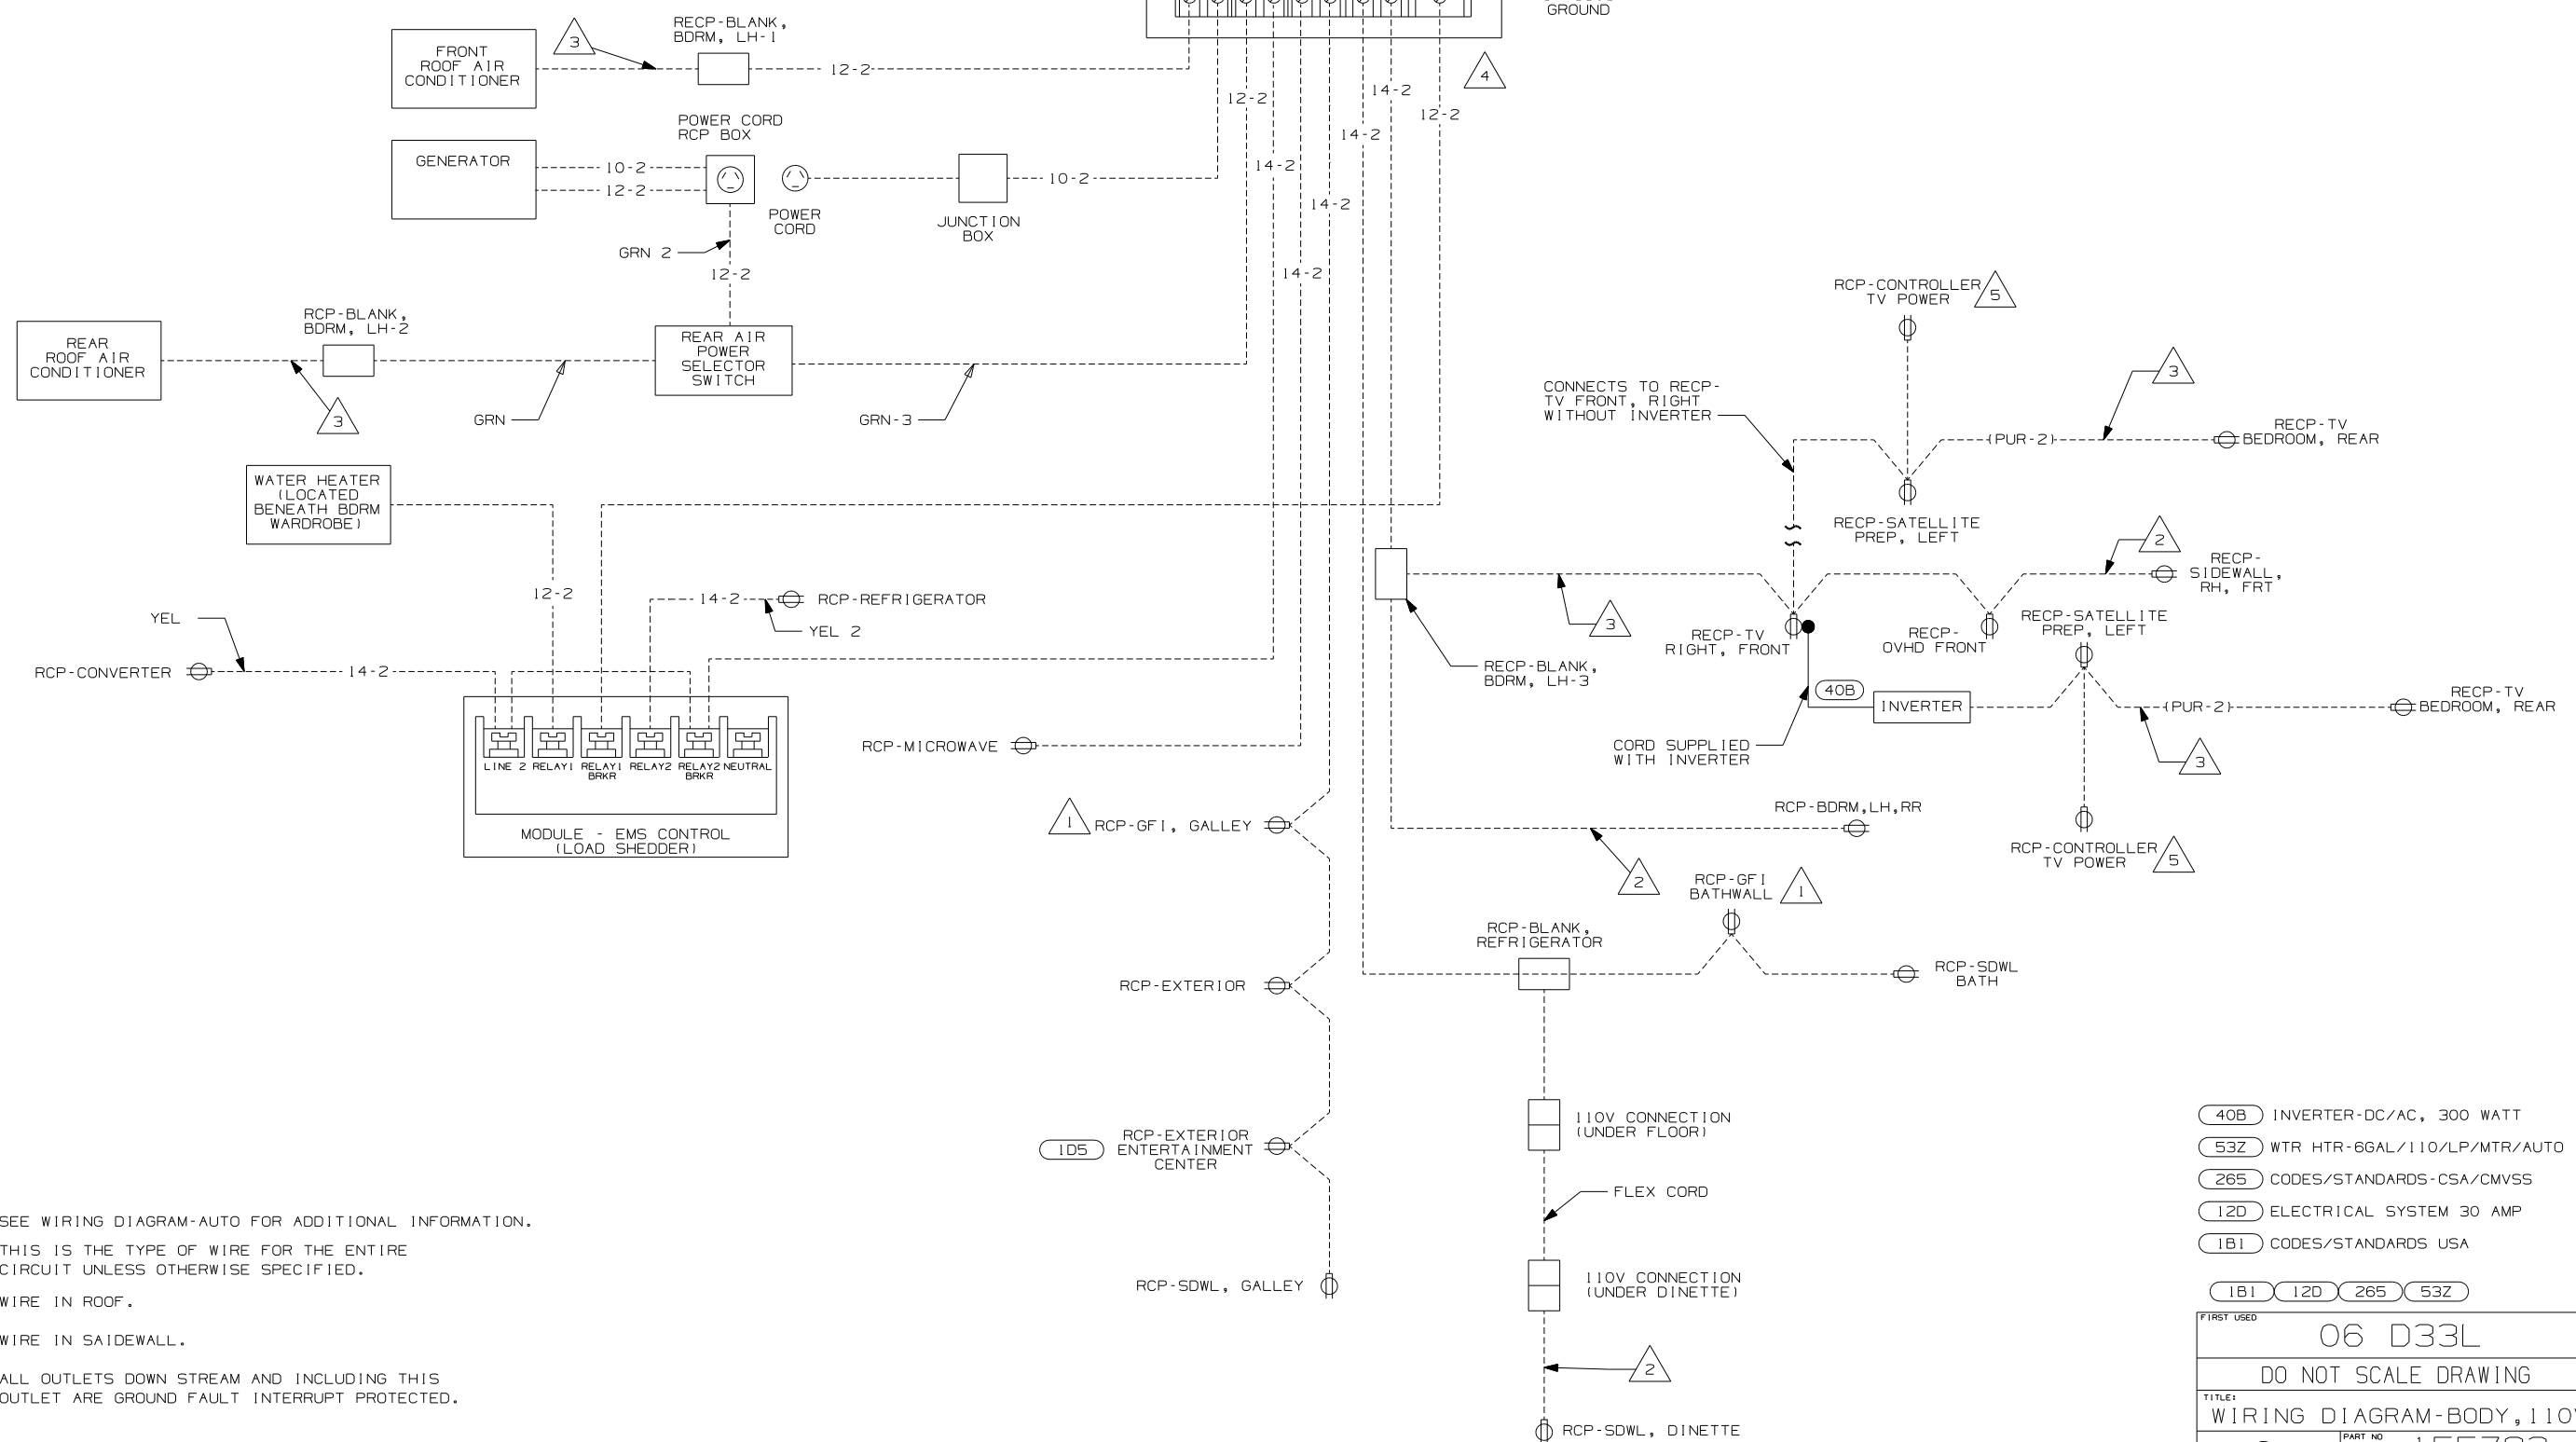 GROUND
RECP-BLANK,
BDRM, LH-1
3
FRONT
ROOF AIR
CONDITIONER
12-2
4
12-2
14-2
12-2
POWER CORD
RCP BOX
14-2
GENERATOR
10-2
12-2
10-2
14-2
POWER
CORD
JUNCTION
BOX
14-2
GRN 2
12-2
14-2
RCP-CONTROLLER
TV POWER
5
RCP-BLANK,
BDRM, LH-2
REAR
ROOF AIR
CONDITIONER
REAR AIR
POWER
SELECTOR
SWITCH
3
GRN
GRN-3
CONNECTS TO RECP-
TV FRONT, RIGHT
WITHOUT INVERTER
3
(PUR-2)
RECP-TV
BEDROOM, REAR
WATER HEATER
(LOCATED
BENEATH BDRM
WARDROBE)
RECP-SATELLITE
PREP, LEFT
2
RECP-
SIDEWALL,
RH, FRT
12-2
14-2
RCP-REFRIGERATOR
YEL
YEL 2
3
RECP-TV
RIGHT, FRONT
RECP-
OVHD FRONT
RECP-SATELLITE
PREP, LEFT
RCP-CONVERTER
14-2
RECP-BLANK,
BDRM, LH-3
40B
INVERTER
(PUR-2)
RECP-TV
BEDROOM, REAR
RCP-MICROWAVE
CORD SUPPLIED
WITH INVERTER
3
LINE 2
RELAY1
RELAY1
BRKR
RELAY2
RELAY2
BRKR
NEUTRAL
MODULE - EMS CONTROL
(LOAD SHEDDER)
1
RCP-GFI, GALLEY
RCP-BDRM,LH,RR
RCP-CONTROLLER
TV POWER
5
2
RCP-GFI
BATHWALL
1
RCP-BLANK,
REFRIGERATOR
RCP-EXTERIOR
RCP-SDWL
BATH
1D5
RCP-EXTERIOR
ENTERTAINMENT
CENTER
110V CONNECTION
(UNDER FLOOR)
FLEX CORD
RCP-SDWL, GALLEY
110V CONNECTION
(UNDER DINETTE)
2
RCP-SDWL, DINETTE
SEE WIRING DIAGRAM-AUTO FOR ADDITIONAL INFORMATION.
THIS IS THE TYPE OF WIRE FOR THE ENTIRE
CIRCUIT UNLESS OTHERWISE SPECIFIED.
WIRE IN ROOF.
WIRE IN SAIDEWALL.
ALL OUTLETS DOWN STREAM AND INCLUDING THIS
OUTLET ARE GROUND FAULT INTERRUPT PROTECTED.
40B INVERTER-DC/AC, 300 WATT
53Z WTR HTR-6GAL/110/LP/MTR/AUTO
265 CODES/STANDARDS-CSA/CMVSS
12D ELECTRICAL SYSTEM 30 AMP
1B1 CODES/STANDARDS USA
1B1 12D 265 53Z
FIRST USED
06 D33L
DO NOT SCALE DRAWING
TITLE:
WIRING DIAGRAM-BODY,110V
PART NO